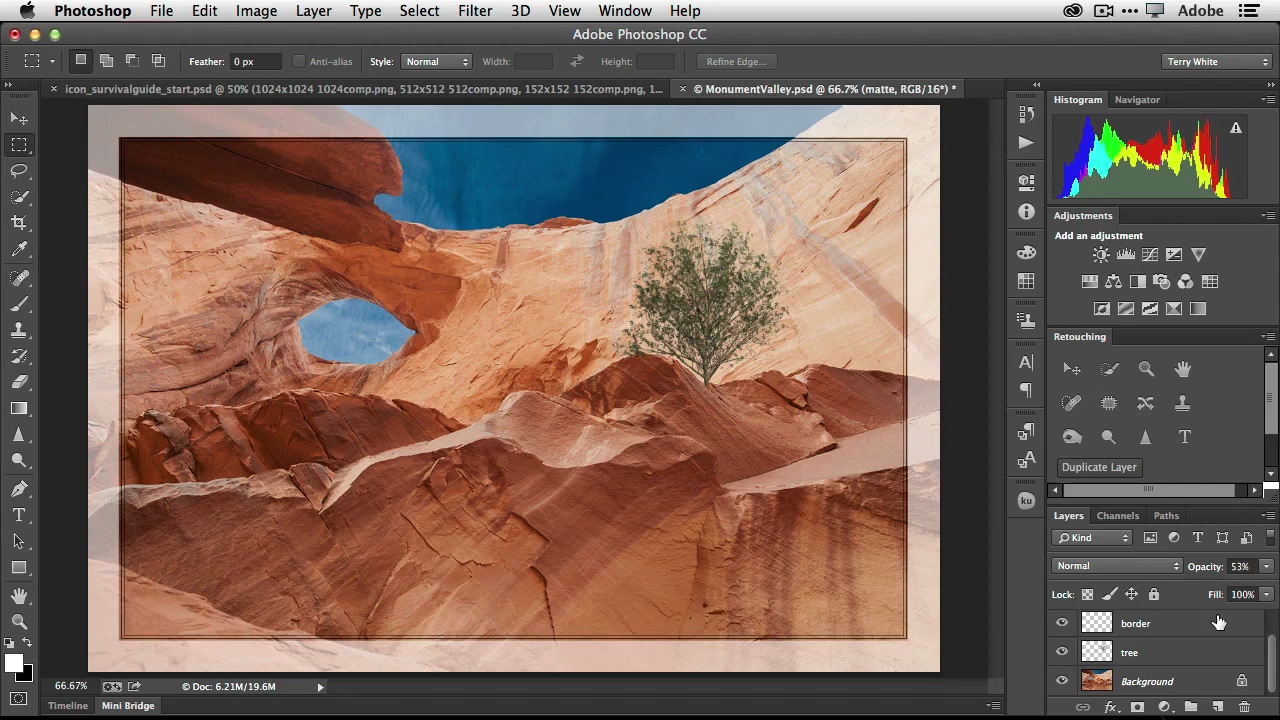 Photoshop File Edit Image Layer Type Select Filter 3D View Window Help Adobe
Adobe Photoshop CC
Feather: 0 px Anti-alias Style: Normal Width: Height: Refine Edge... Terry White
× icon_survivalguide_start.psd @ 50% (1024x1024 1024comp.png, 512x512 512comp.png, 152x152 152comp.png, 1... × © MonumentValley.psd @ 66.7% (matte, RGB/16*) *
Histogram Navigator
Adjustments
Add an adjustment
Retouching
Duplicate Layer
Layers Channels Paths
Kind
Normal Opacity: 53%
Lock: Fill: 100%
border
tree
Background
fx
ku
66.67% © Doc: 6.21M/19.6M
Timeline Mini Bridge